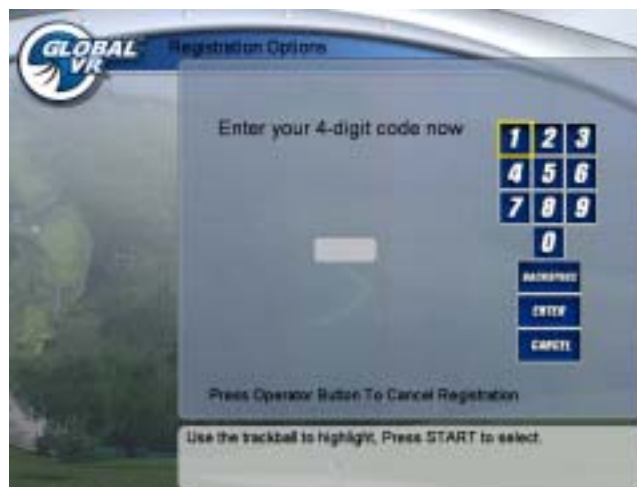 GLOBAL
VR
Registration Options
Enter your 4-digit code now
1 2 3
4 5 6
7 8 9
0
BACKSPACE
ENTER
CANCEL
Press Operator Button To Cancel Registration
Use the trackball to highlight, Press START to select.